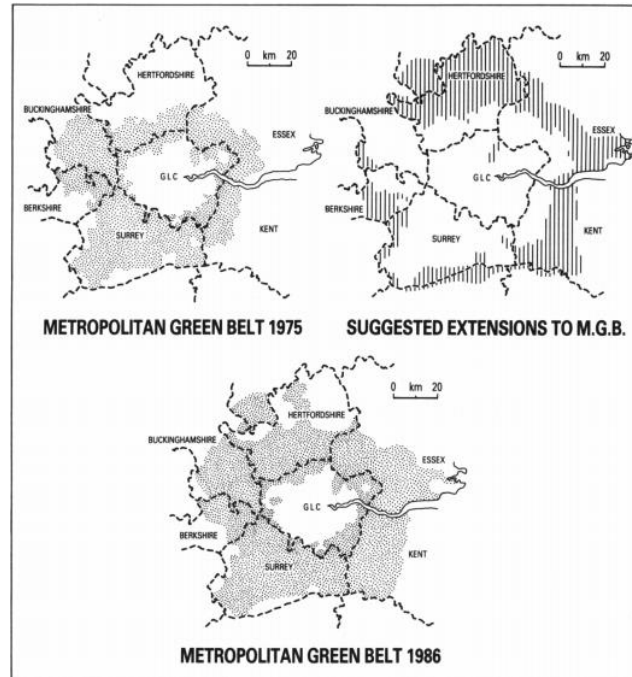 0 km 20
HERTFORDSHIRE
BUCKINGHAMSHIRE
ESSEX
GLC
BERKSHIRE
SURREY
KENT
METROPOLITAN GREEN BELT 1975
0 km 20
HERTFORDSHIRE
BUCKINGHAMSHIRE
ESSEX
GLC
BERKSHIRE
SURREY
KENT
SUGGESTED EXTENSIONS TO M.G.B.
0 km 20
HERTFORDSHIRE
BUCKINGHAMSHIRE
ESSEX
GLC
BERKSHIRE
SURREY
KENT
METROPOLITAN GREEN BELT 1986